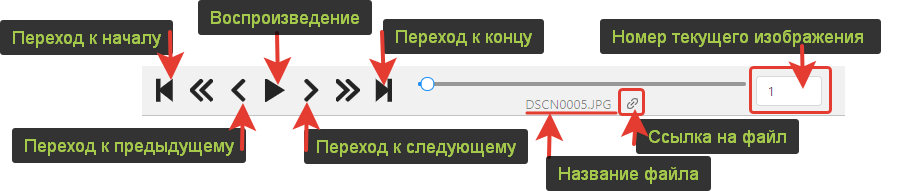 Воспроизведение
Переход к началу
Переход к концу
Номер текущего изображения
1
DSCN0005.JPG
Переход к предыдущему
Переход к следующему
Ссылка на файл
Название файла